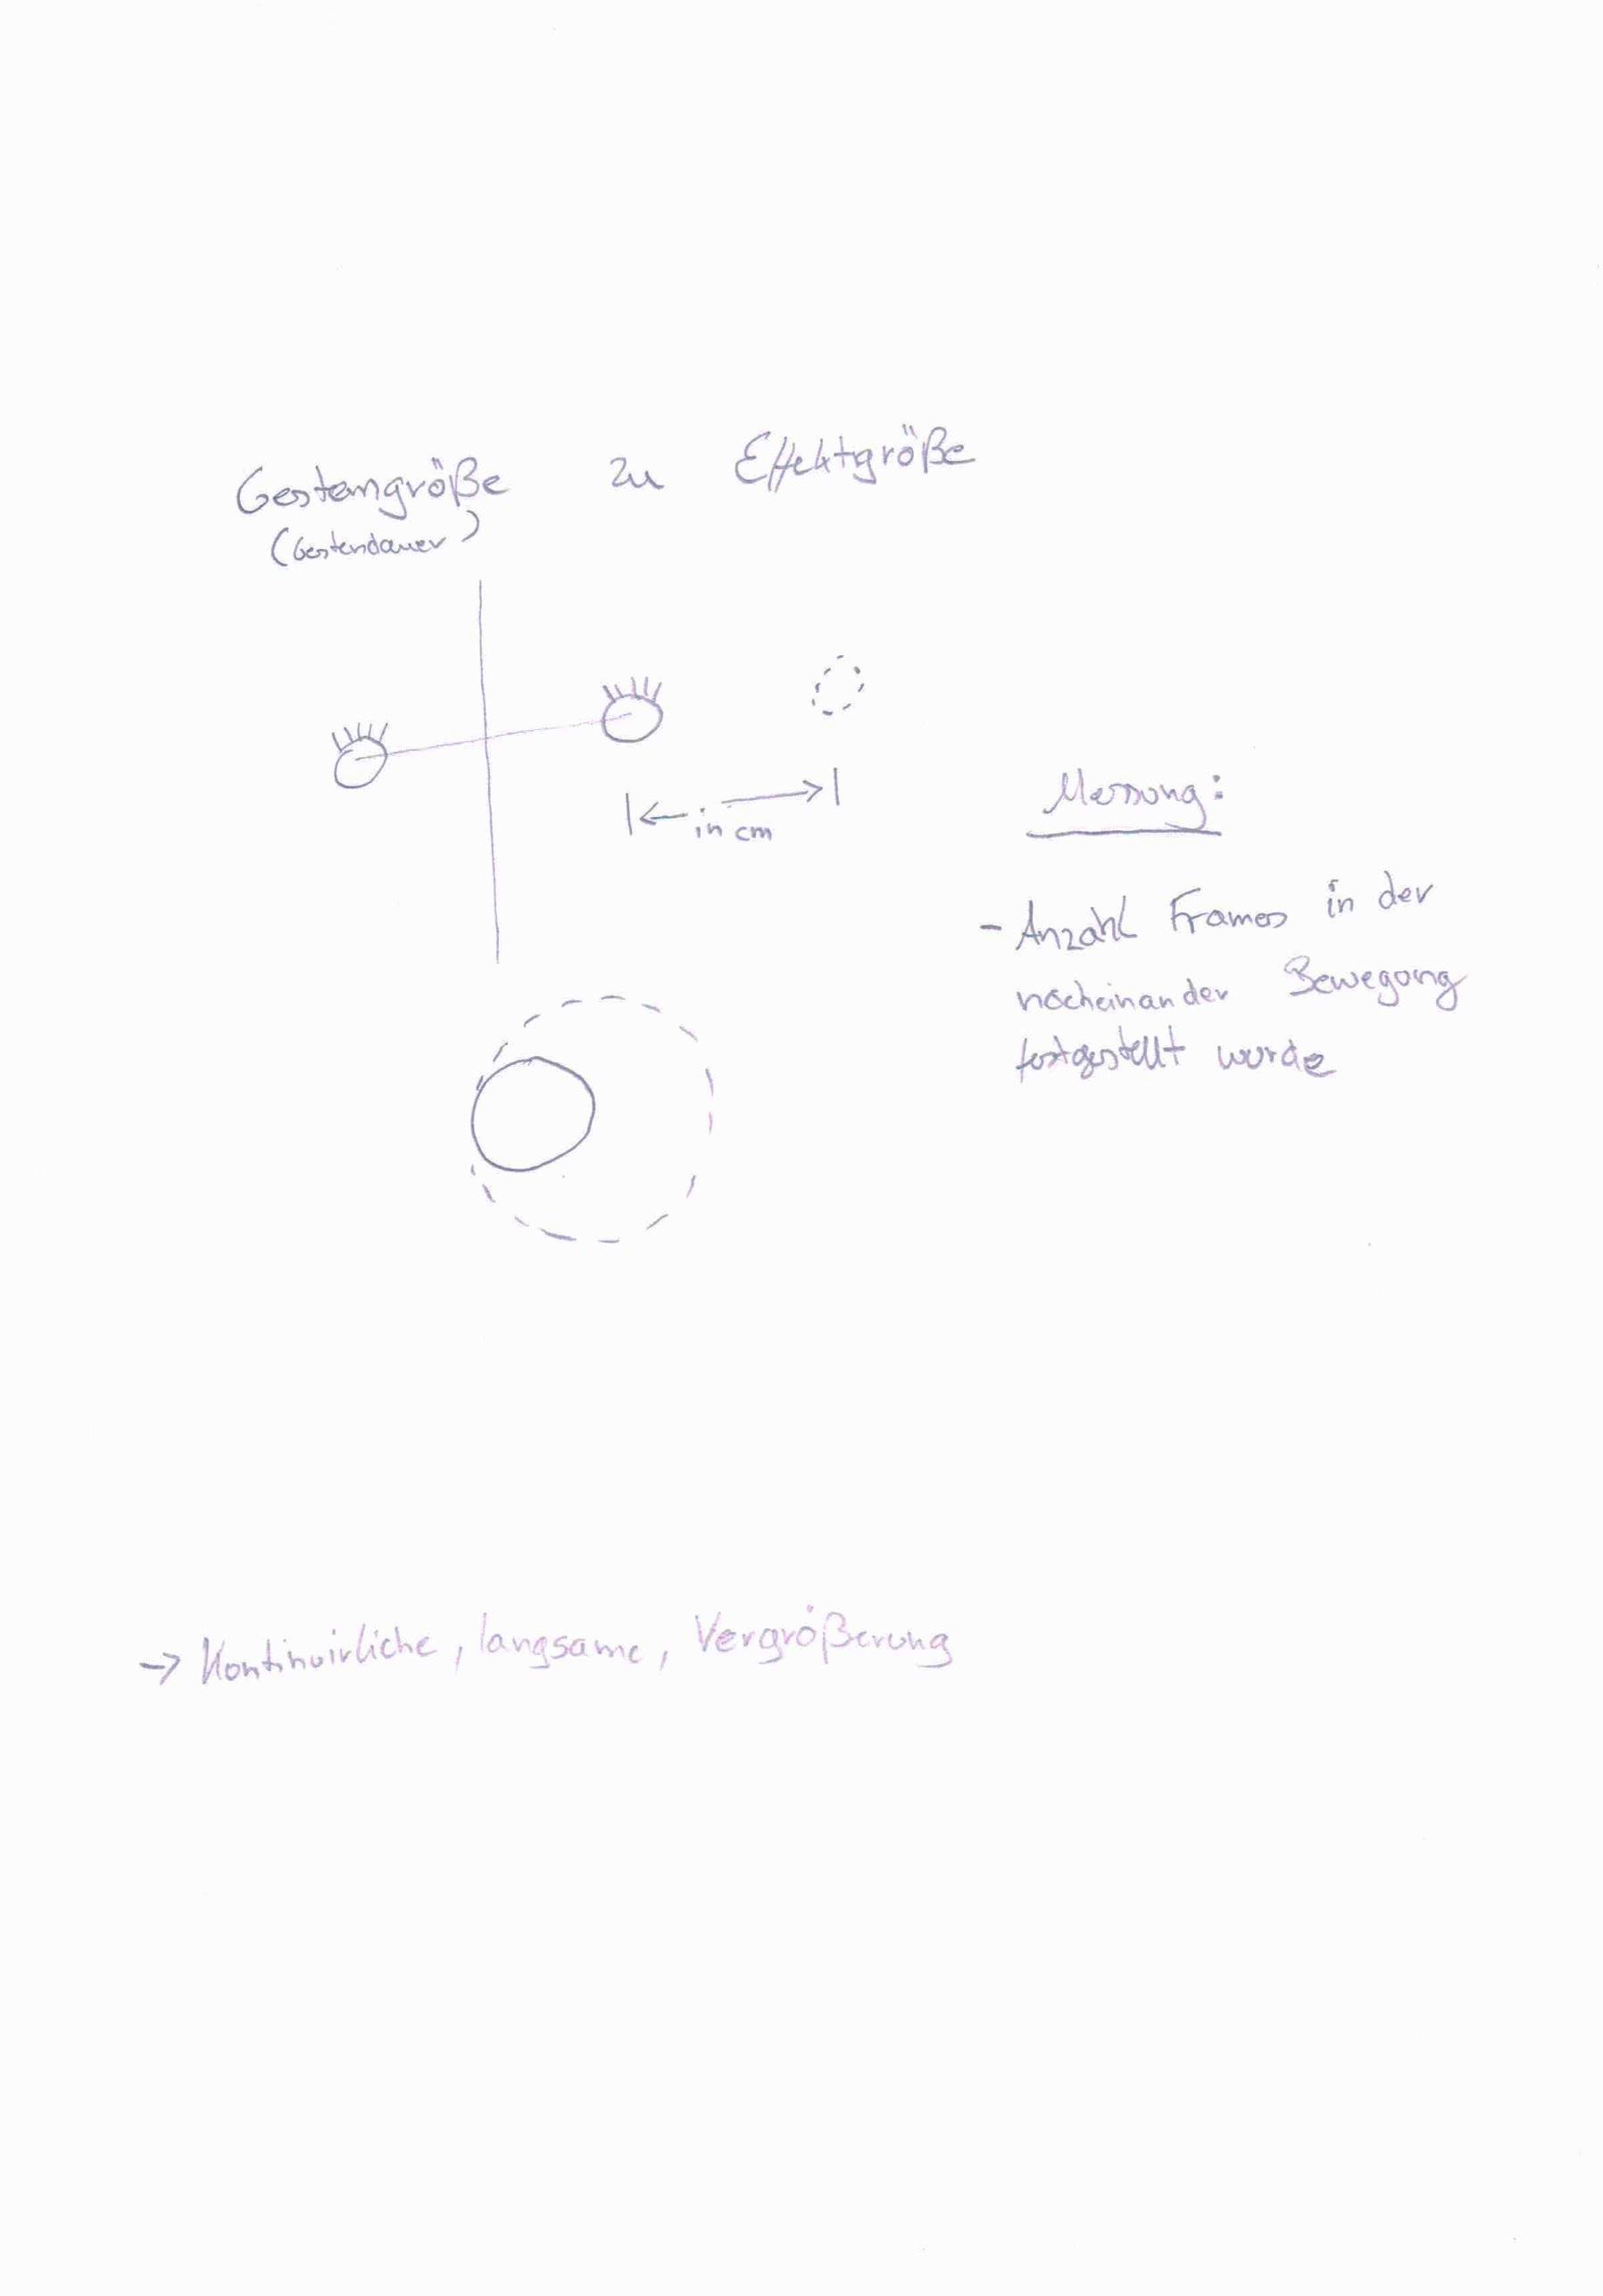 Gestengröße zu Effektgröße
(Gestendauer)
in cm
Messung:
- Anzahl Frames in der
nacheinander Bewegung
festgestellt wurde
-> Kontinuirliche, langsame, Vergrößerung